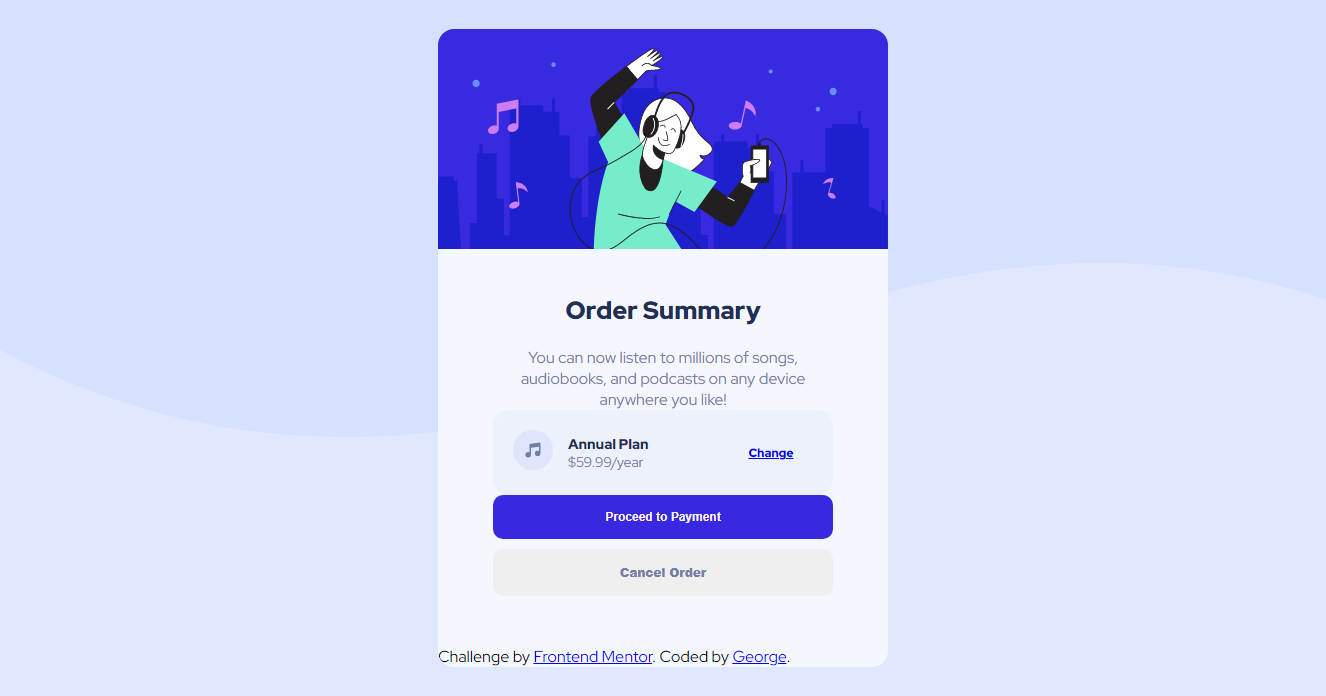 Order Summary
You can now listen to millions of songs,
audiobooks, and podcasts on any device
anywhere you like!
Annual Plan
$59.99/year
Change
Proceed to Payment
Cancel Order
Challenge by Frontend Mentor. Coded by George.